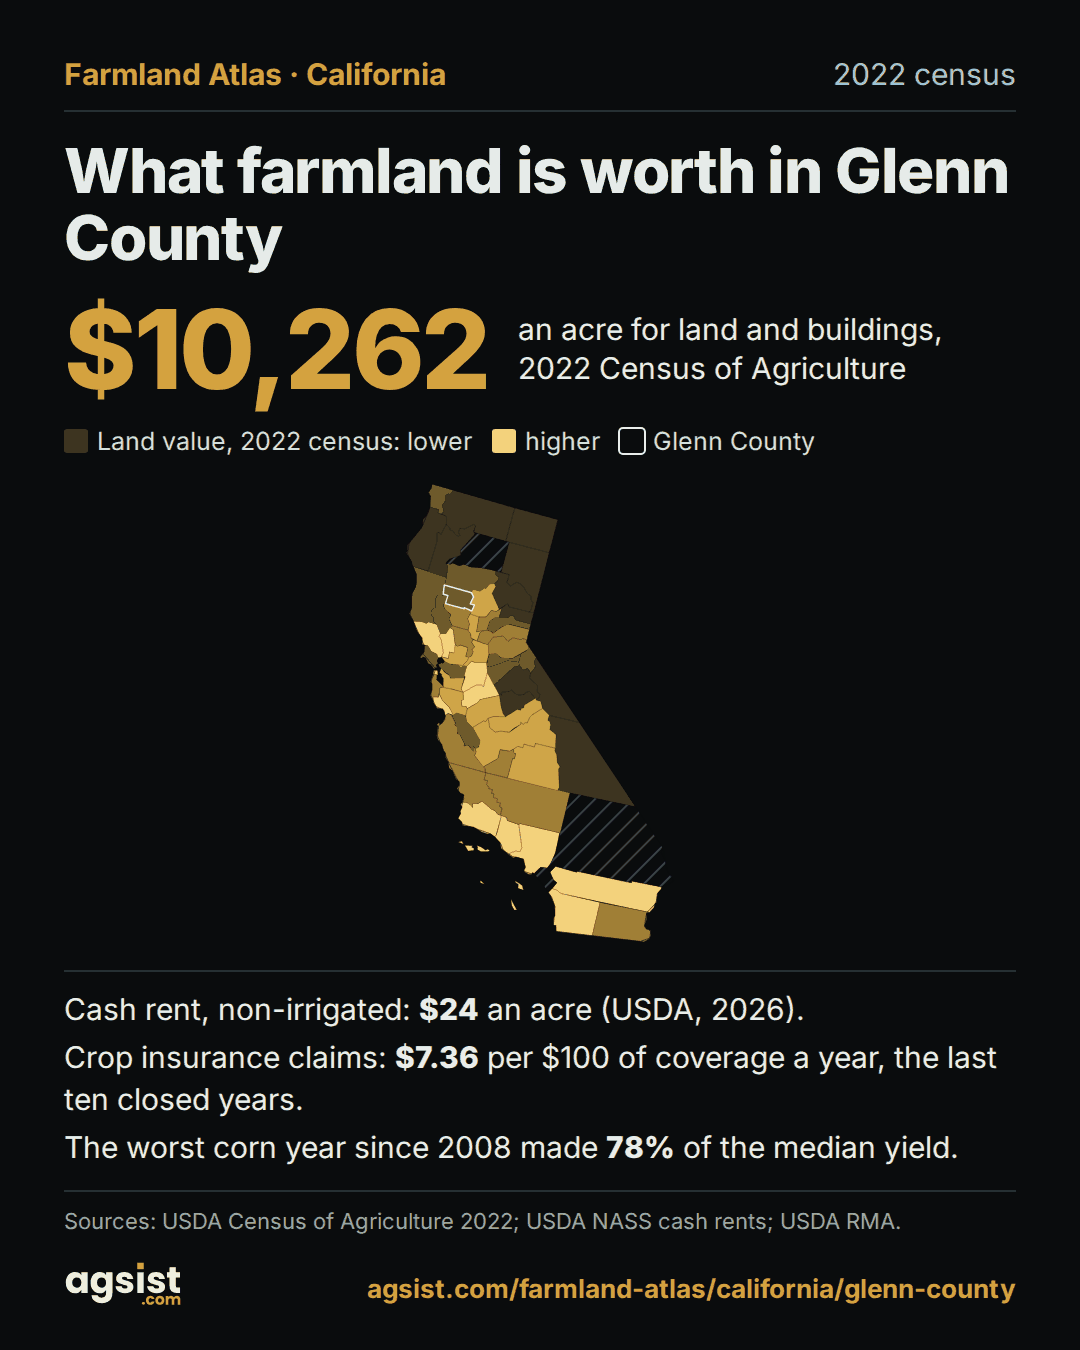 Farmland Atlas · California
2022 census
What farmland is worth in Glenn
County
$10,262
an acre for land and buildings,
2022 Census of Agriculture
Land value, 2022 census: lower
higher
Glenn County
Cash rent, non-irrigated: $24 an acre (USDA, 2026).
Crop insurance claims: $7.36 per $100 of coverage a year, the last
ten closed years.
The worst corn year since 2008 made 78% of the median yield.
Sources: USDA Census of Agriculture 2022; USDA NASS cash rents; USDA RMA.
agsist
.com
agsist.com/farmland-atlas/california/glenn-county